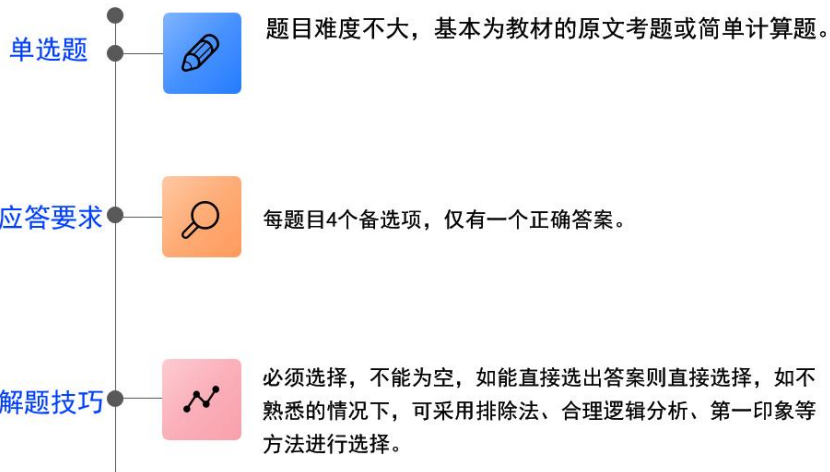 单选题
题目难度不大，基本为教材的原文考题或简单计算题。
应答要求
每题目4个备选项，仅有一个正确答案。
解题技巧
必须选择，不能为空，如能直接选出答案则直接选择，如不
熟悉的情况下，可采用排除法、合理逻辑分析、第一印象等
方法进行选择。